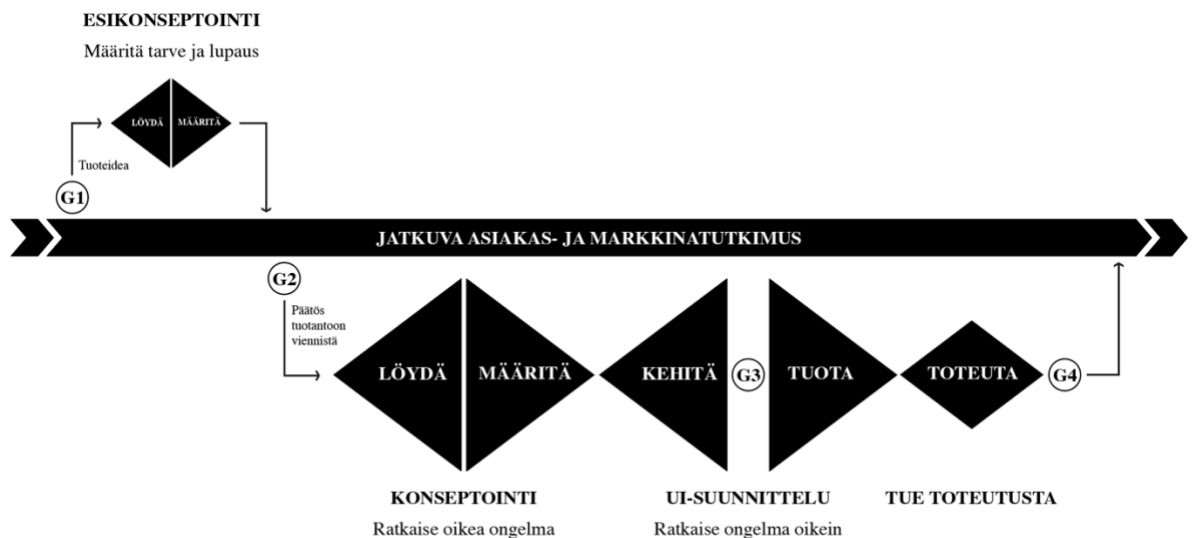 ESIKONSEPTOINTI
Määritä tarve ja lupaus
LÖYDÄ
MÄÄRITÄ
Tuoteidea
G1
JATKUVA ASIAKAS- JA MARKKINATUTKIMUS
G2
Päätös
tuotantoon
viennistä
LÖYDÄ
MÄÄRITÄ
KEHITÄ
G3
TUOTA
TOTEUTA
G4
KONSEPTOINTI
Ratkaise oikea ongelma
UI-SUUNNITTELU
Ratkaise ongelma oikein
TUE TOTEUTUSTA